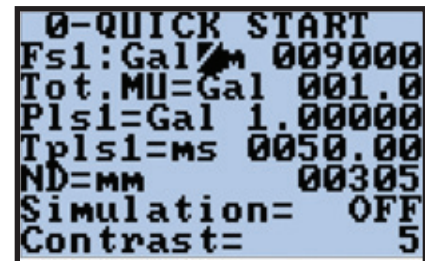 0-QUICK START
Fs1:Gal/m 009000
Tot.MU=Gal 001.0
Pls1=Gal 1.00000
Tpls1=ms 0050.00
ND=mm 00305
Simulation= OFF
Contrast= 5